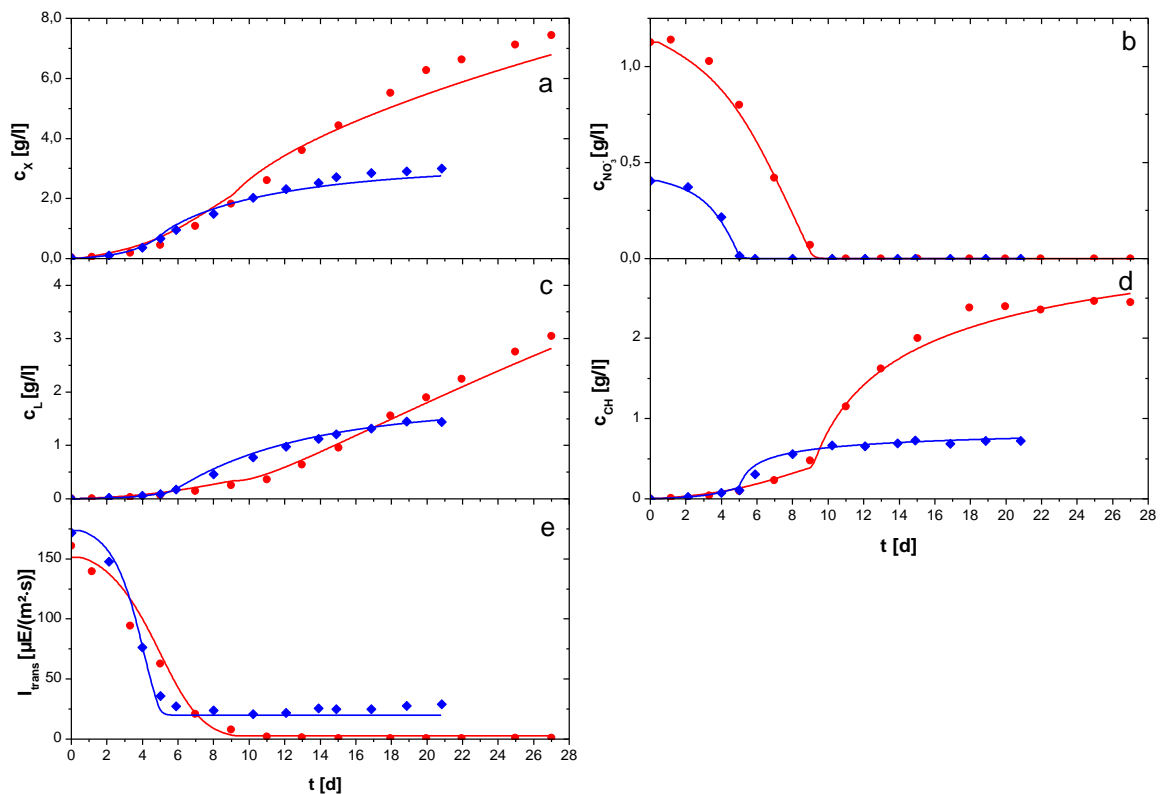 8,0
6,0
4,0
2,0
0,0
c_X [g/l]
a
1,0
0,5
0,0
c_NO3- [g/l]
b
4
3
2
1
0
c_L [g/l]
c
2
1
0
c_CH [g/l]
d
0 2 4 6 8 10 12 14 16 18 20 22 24 26 28
t [d]
150
100
50
0
I_trans [µE/(m²·s)]
e
0 2 4 6 8 10 12 14 16 18 20 22 24 26 28
t [d]